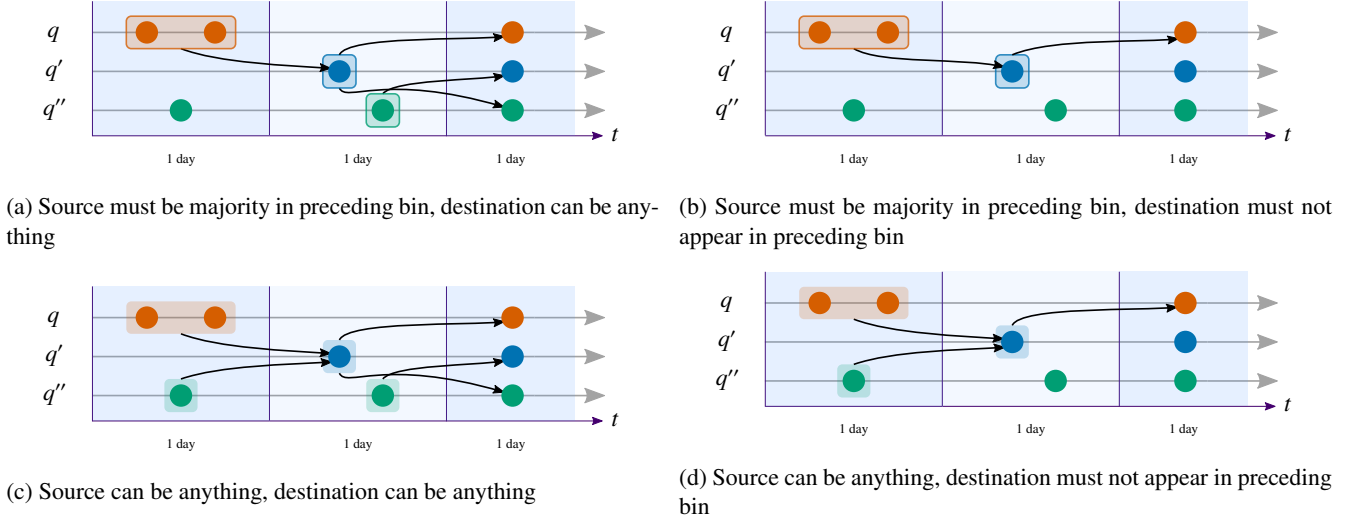 q
q′
q′′
t
1 day
1 day
1 day
(a) Source must be majority in preceding bin, destination can be any-
thing
q
q′
q′′
t
1 day
1 day
1 day
(b) Source must be majority in preceding bin, destination must not
appear in preceding bin
q
q′
q′′
t
1 day
1 day
1 day
(c) Source can be anything, destination can be anything
q
q′
q′′
t
1 day
1 day
1 day
(d) Source can be anything, destination must not appear in preceding
bin